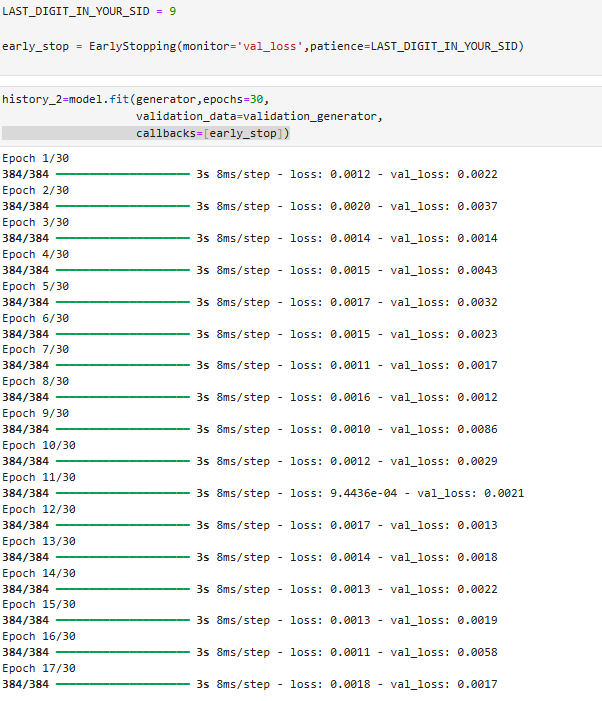 LAST_DIGIT_IN_YOUR_SID = 9
early_stop = EarlyStopping(monitor='val_loss',patience=LAST_DIGIT_IN_YOUR_SID)
history_2=model.fit(generator,epochs=30,
validation_data=validation_generator,
callbacks=[early_stop])
Epoch 1/30
384/384 3s 8ms/step - loss: 0.0012 - val_loss: 0.0022
Epoch 2/30
384/384 3s 8ms/step - loss: 0.0020 - val_loss: 0.0037
Epoch 3/30
384/384 3s 8ms/step - loss: 0.0014 - val_loss: 0.0014
Epoch 4/30
384/384 3s 8ms/step - loss: 0.0015 - val_loss: 0.0043
Epoch 5/30
384/384 3s 8ms/step - loss: 0.0017 - val_loss: 0.0032
Epoch 6/30
384/384 3s 8ms/step - loss: 0.0015 - val_loss: 0.0023
Epoch 7/30
384/384 3s 8ms/step - loss: 0.0011 - val_loss: 0.0017
Epoch 8/30
384/384 3s 8ms/step - loss: 0.0016 - val_loss: 0.0012
Epoch 9/30
384/384 3s 8ms/step - loss: 0.0010 - val_loss: 0.0086
Epoch 10/30
384/384 3s 8ms/step - loss: 0.0012 - val_loss: 0.0029
Epoch 11/30
384/384 3s 8ms/step - loss: 9.4436e-04 - val_loss: 0.0021
Epoch 12/30
384/384 3s 8ms/step - loss: 0.0017 - val_loss: 0.0013
Epoch 13/30
384/384 3s 8ms/step - loss: 0.0014 - val_loss: 0.0018
Epoch 14/30
384/384 3s 8ms/step - loss: 0.0013 - val_loss: 0.0022
Epoch 15/30
384/384 3s 8ms/step - loss: 0.0013 - val_loss: 0.0019
Epoch 16/30
384/384 3s 8ms/step - loss: 0.0011 - val_loss: 0.0058
Epoch 17/30
384/384 3s 8ms/step - loss: 0.0018 - val_loss: 0.0017